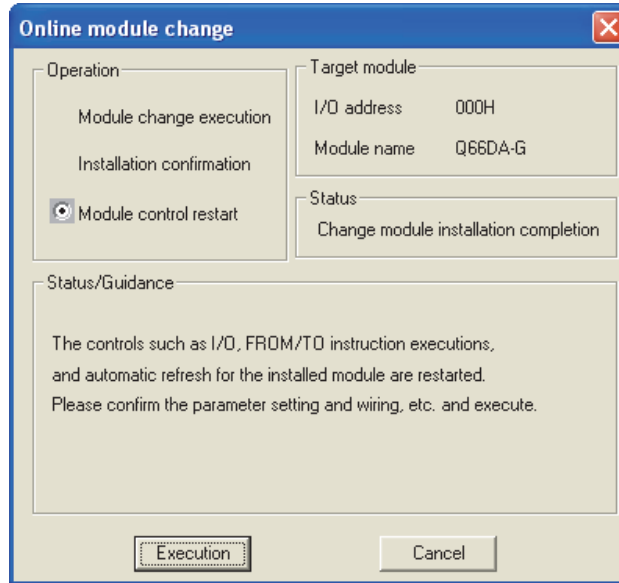 Online module change
Operation
Module change execution
Installation confirmation
Module control restart
Target module
I/O address 000H
Module name Q66DA-G
Status
Change module installation completion
Status/Guidance
The controls such as I/O, FROM/TO instruction executions,
and automatic refresh for the installed module are restarted.
Please confirm the parameter setting and wiring, etc. and execute.
Execution
Cancel